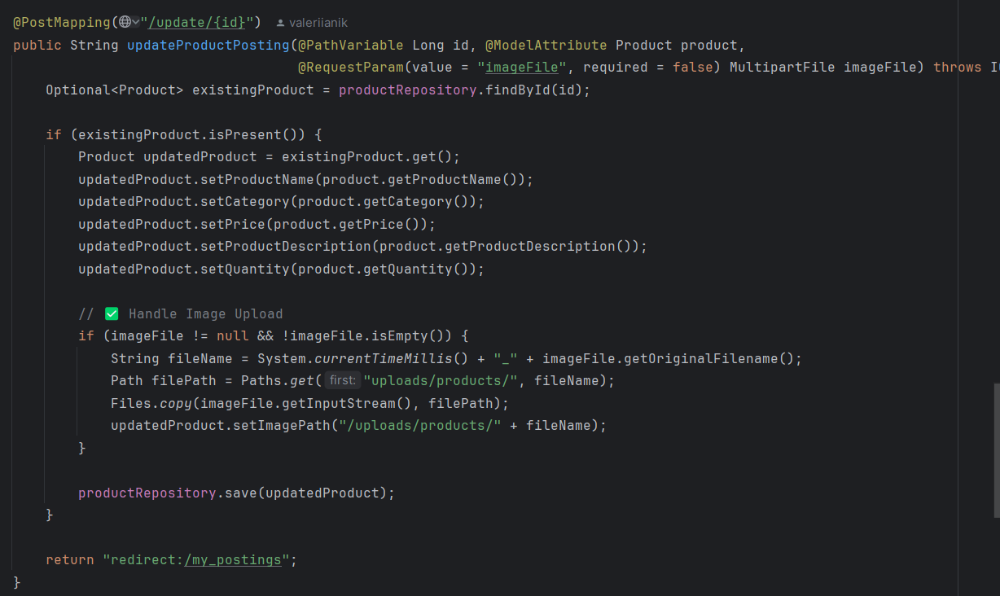 @PostMapping("/update/{id}") valeriianik
public String updateProductPosting(@PathVariable Long id, @ModelAttribute Product product,
@RequestParam(value = "imageFile", required = false) MultipartFile imageFile) throws
Optional<Product> existingProduct = productRepository.findById(id);
if (existingProduct.isPresent()) {
Product updatedProduct = existingProduct.get();
updatedProduct.setProductName(product.getProductName());
updatedProduct.setCategory(product.getCategory());
updatedProduct.setPrice(product.getPrice());
updatedProduct.setProductDescription(product.getProductDescription());
updatedProduct.setQuantity(product.getQuantity());
// ✅ Handle Image Upload
if (imageFile != null && !imageFile.isEmpty()) {
String fileName = System.currentTimeMillis() + "_" + imageFile.getOriginalFilename();
Path filePath = Paths.get( first: "uploads/products/", fileName);
Files.copy(imageFile.getInputStream(), filePath);
updatedProduct.setImagePath("/uploads/products/" + fileName);
}
productRepository.save(updatedProduct);
}
return "redirect:/my_postings";
}